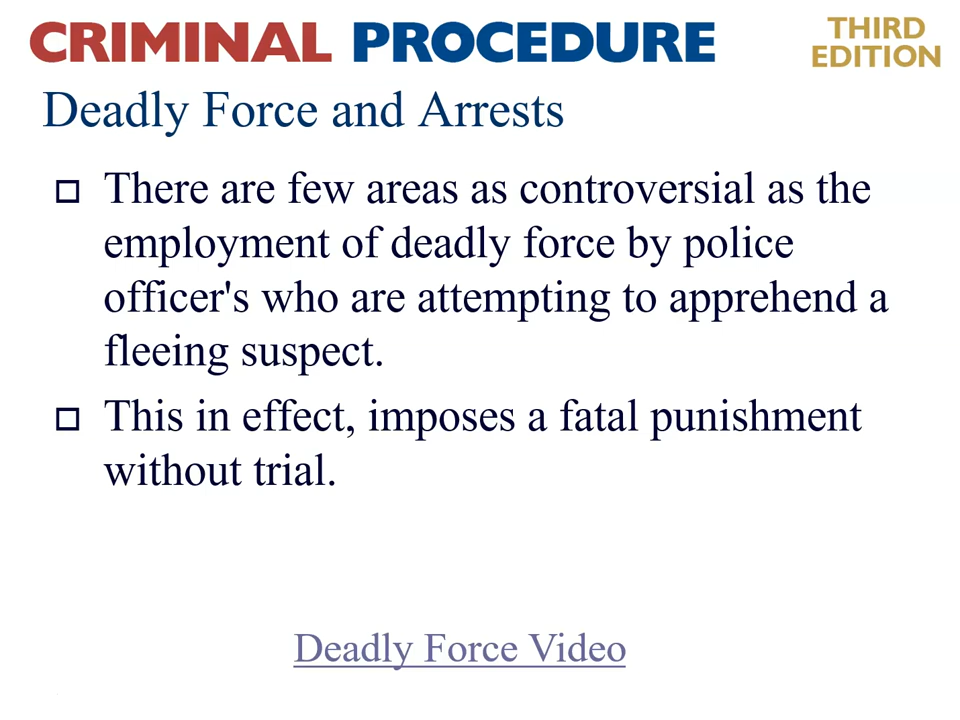 CRIMINAL PROCEDURE
THIRD
EDITION
Deadly Force and Arrests
There are few areas as controversial as the
employment of deadly force by police
officer's who are attempting to apprehend a
fleeing suspect.
This in effect, imposes a fatal punishment
without trial.
Deadly Force Video